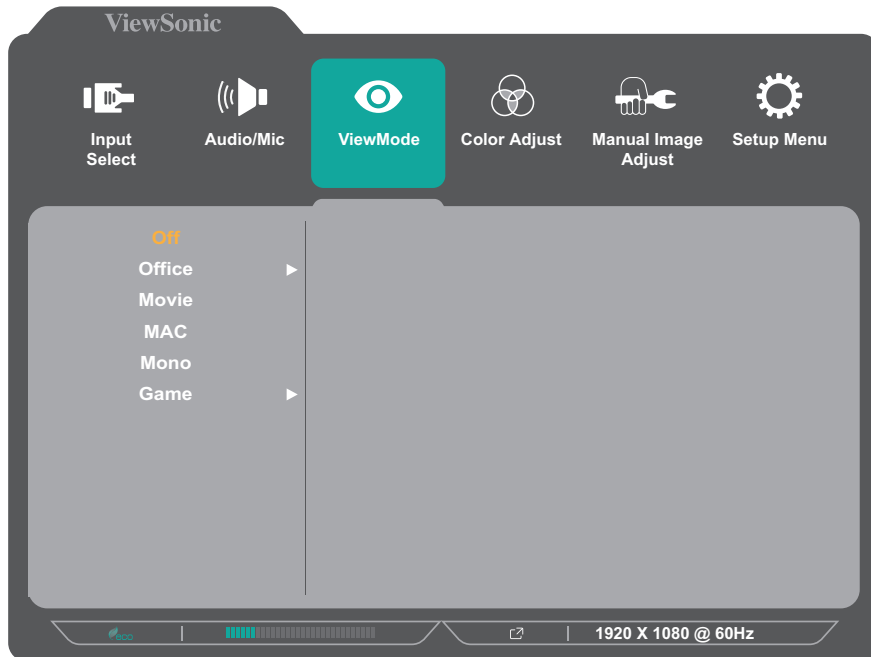 ViewSonic
Input
Select
Audio/Mic
ViewMode
Color Adjust
Manual Image
Adjust
Setup Menu
Off
Office
Movie
MAC
Mono
Game
eco
1920 X 1080 @ 60Hz